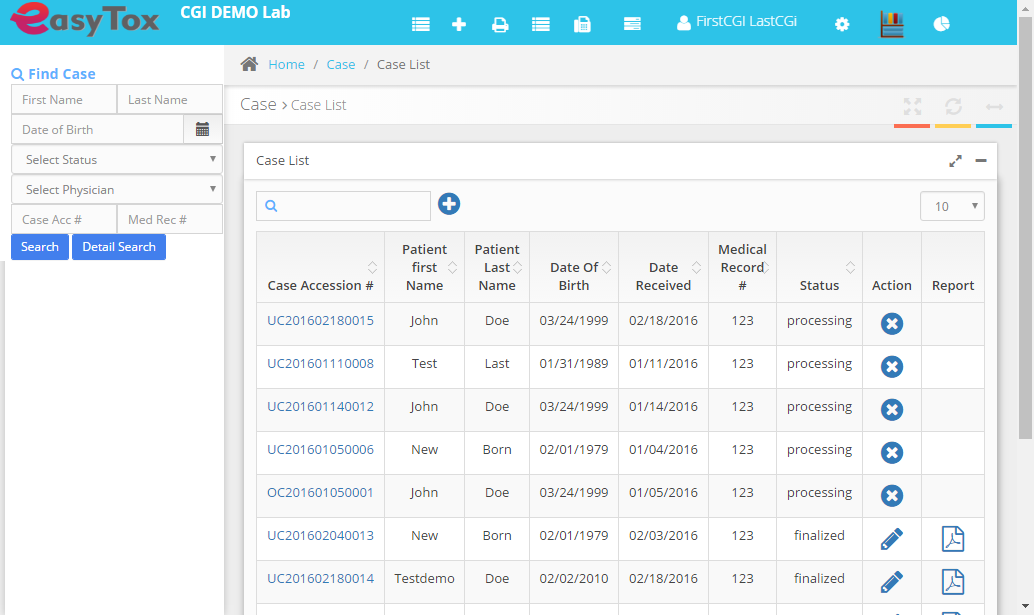 easyTox
CGI DEMO Lab
FirstCGI LastCGI
Home / Case / Case List
Find Case
First Name Last Name
Date of Birth
Select Status
Select Physician
Case Acc # Med Rec #
Search Detail Search
Case > Case List
Case List
10
Case Accession # Patient first Name Patient Last Name Date Of Birth Date Received Medical Record # Status Action Report
UC201602180015 John Doe 03/24/1999 02/18/2016 123 processing
UC201601110008 Test Last 01/31/1989 01/11/2016 123 processing
UC201601140012 John Doe 03/24/1999 01/14/2016 123 processing
UC201601050006 New Born 02/01/1979 01/04/2016 123 processing
OC201601050001 John Doe 03/24/1999 01/05/2016 123 processing
UC201602040013 New Born 02/01/1979 02/03/2016 123 finalized
UC201602180014 Testdemo Doe 02/02/2010 02/18/2016 123 finalized